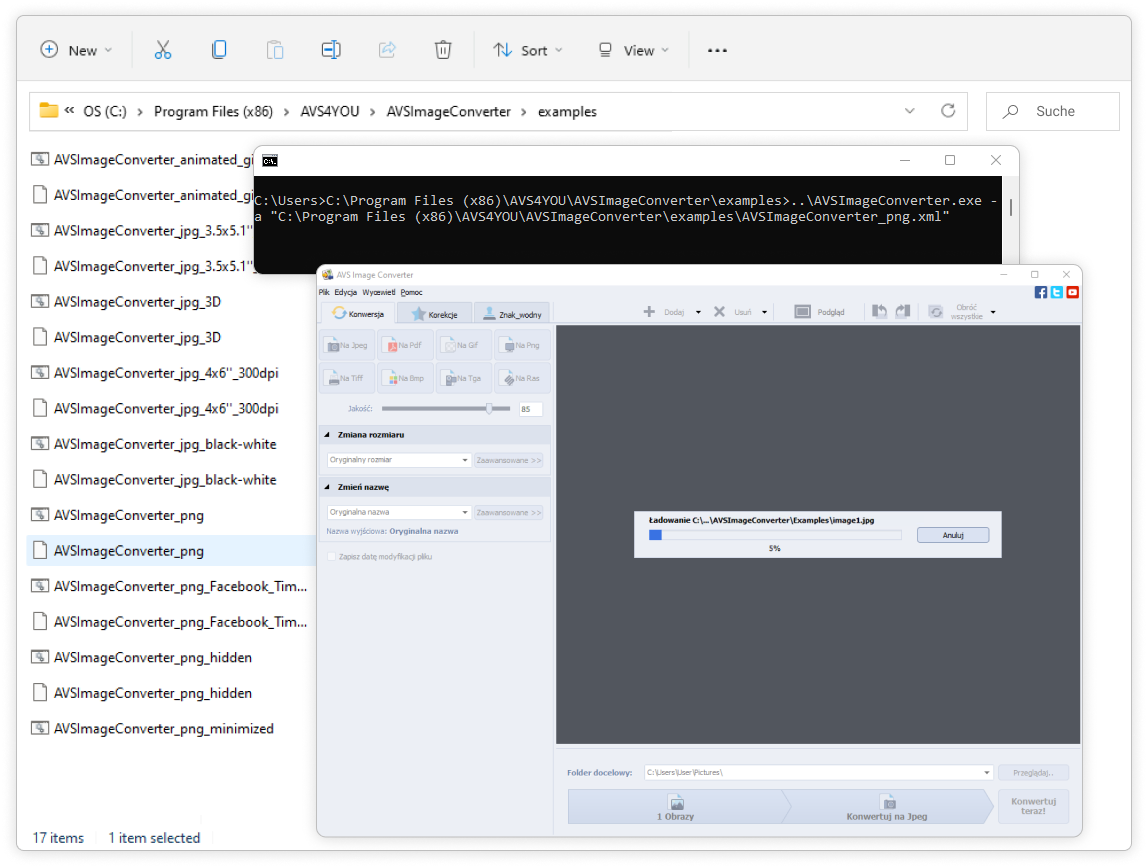 New
Sort
View
OS (C:) Program Files (x86) AVS4YOU AVSImageConverter examples
Suche
AVSImageConverter_animated_gi
AVSImageConverter_animated_gi
AVSImageConverter_jpg_3.5x5.1''
AVSImageConverter_jpg_3.5x5.1''
AVSImageConverter_jpg_3D
AVSImageConverter_jpg_3D
AVSImageConverter_jpg_4x6''_300dpi
AVSImageConverter_jpg_4x6''_300dpi
AVSImageConverter_jpg_black-white
AVSImageConverter_jpg_black-white
AVSImageConverter_png
AVSImageConverter_png
AVSImageConverter_png_Facebook_Tim...
AVSImageConverter_png_Facebook_Tim...
AVSImageConverter_png_hidden
AVSImageConverter_png_hidden
AVSImageConverter_png_minimized
17 items 1 item selected
C:\Users>C:\Program Files (x86)\AVS4YOU\AVSImageConverter\examples>..\AVSImageConverter.exe -
a "C:\Program Files (x86)\AVS4YOU\AVSImageConverter\examples\AVSImageConverter_png.xml"
AVS Image Converter
Plik Edycja Wyświetl Pomoc
Konwersja Korekcje Znak_wodny
Dodaj Usuń Podgląd Obróć
wszystkie
Na Jpeg Na Pdf Na Gif Na Png
Na Tiff Na Bmp Na Tga Na Ras
Jakość: 85
Zmiana rozmiaru
Oryginalny rozmiar Zaawansowane >>
Zmień nazwę
Oryginalna nazwa Zaawansowane >>
Nazwa wyjściowa: Oryginalna nazwa
Zapisz datę modyfikacji pliku
Ładowanie C:\...\AVSImageConverter\Examples\image1.jpg
Anuluj
5%
Folder docelowy: C:\Users\User\Pictures\ Przeglądaj..
1 Obrazy Konwertuj na Jpeg Konwertuj
teraz!